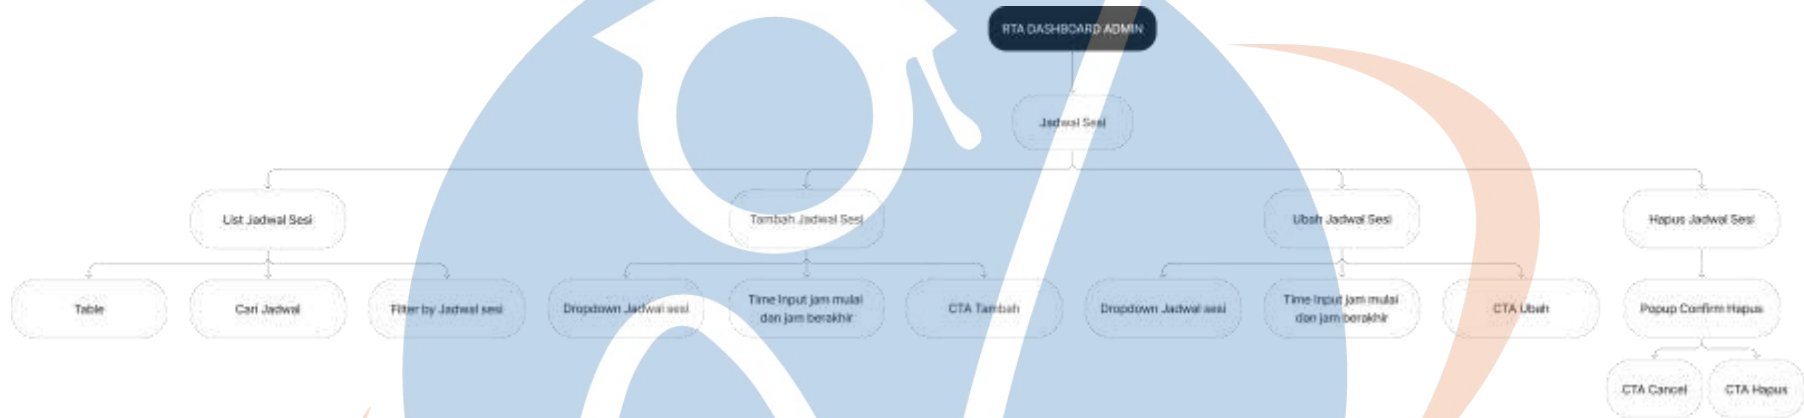 RTA DASHBOARD ADMIN
Jadwal Sesi
List Jadwal Sesi
Tambah Jadwal Sesi
Ubah Jadwal Sesi
Hapus Jadwal Sesi
Table
Cari Jadwal
Filter by Jadwal sesi
Dropdown Jadwal sesi
Time Input jam mulai
dan jam berakhir
CTA Tambah
Dropdown Jadwal sesi
Time Input jam mulai
dan jam berakhir
CTA Ubah
Popup Confirm Hapus
CTA Cancel
CTA Hapus